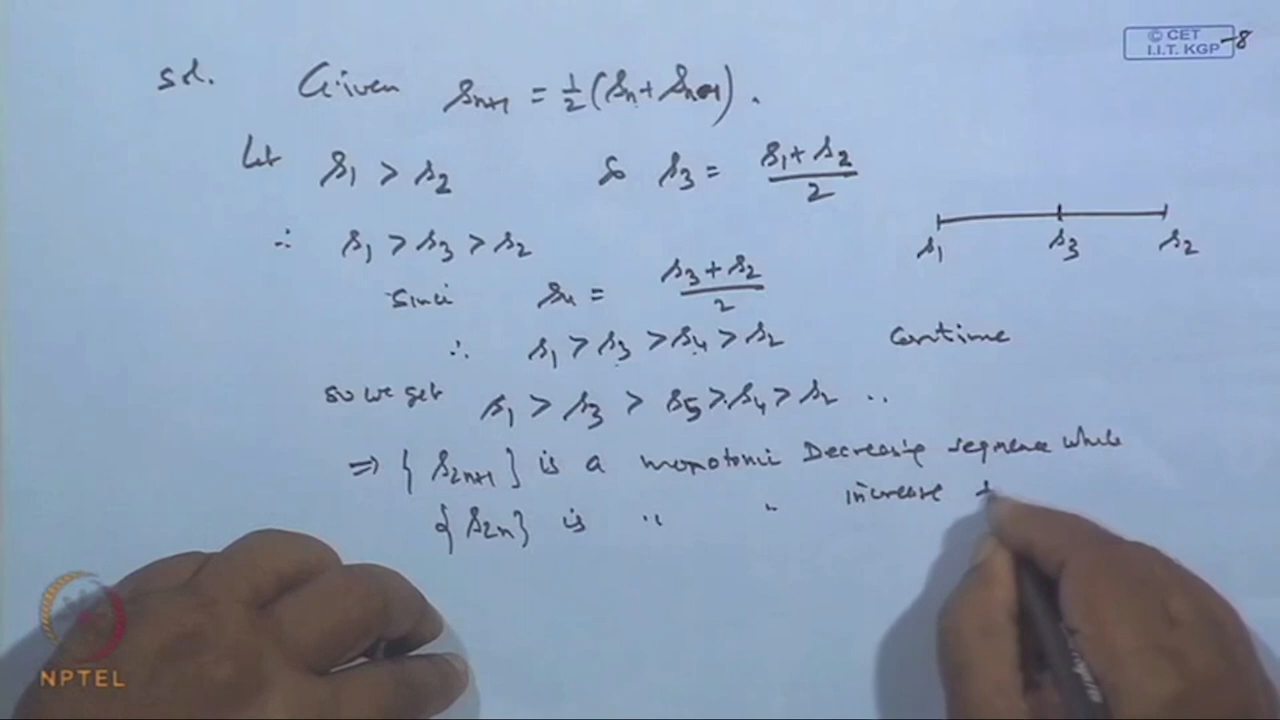 © CET
I.I.T. KGP
-8
Sol. Given s_{n+1} = 1/2 (s_n + s_{n-1}).
Let s_1 > s_2 So s_3 = (s_1 + s_2)/2
s_1 s_3 s_2
∴ s_1 > s_3 > s_2
Since s_4 = (s_3 + s_2)/2
∴ s_1 > s_3 > s_4 > s_2 Continue
So we get s_1 > s_3 > s_5 > s_4 > s_2 ..
⇒ {s_{2n+1}} is a monotonic Decreasing sequence while
{s_{2n}} is " " increase
NPTEL